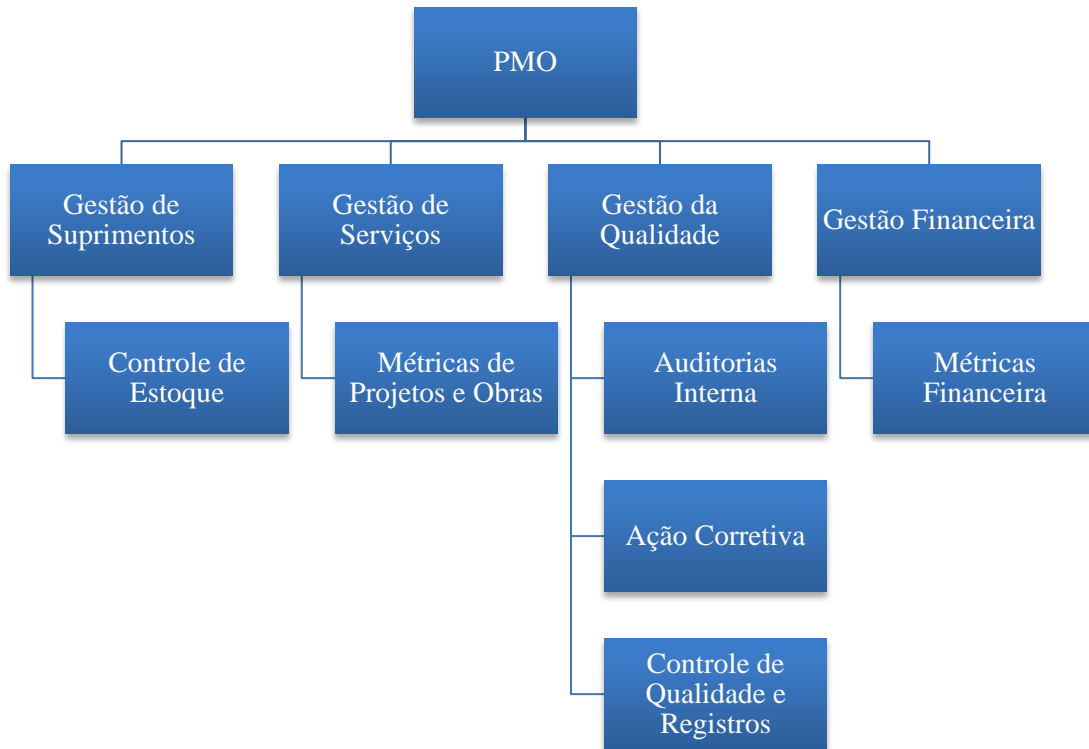 PMO
Gestão de
Suprimentos
Gestão de
Serviços
Gestão da
Qualidade
Gestão Financeira
Controle de
Estoque
Métricas de
Projetos e Obras
Auditorias
Interna
Métricas
Financeira
Ação Corretiva
Controle de
Qualidade e
Registros